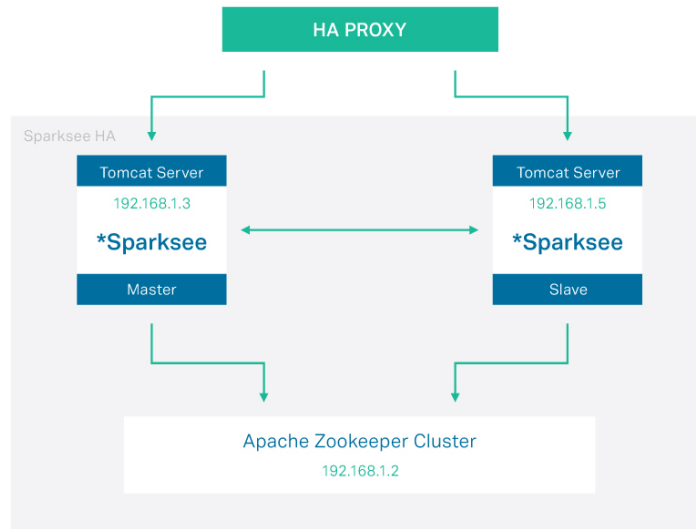 HA PROXY
Sparksee HA
Tomcat Server
192.168.1.3
*Sparksee
Master
Tomcat Server
192.168.1.5
*Sparksee
Slave
Apache Zookeeper Cluster
192.168.1.2